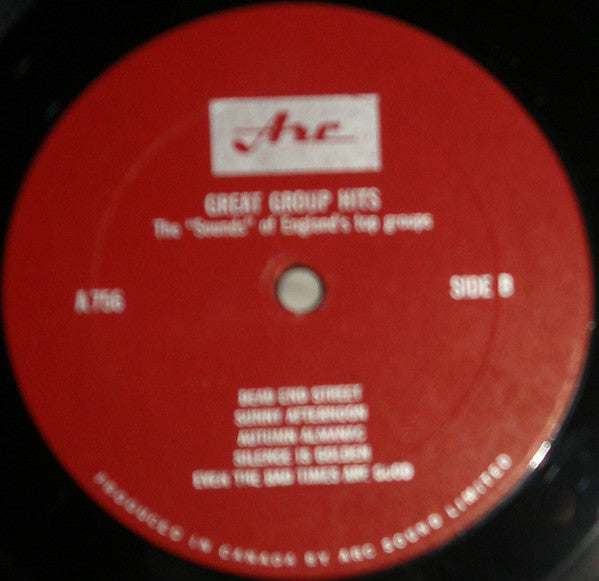 Arc
GREAT GROUP HITS
The "Sounds" of England's top groups
A756
SIDE B
DEAD END STREET
SUNNY AFTERNOON
AUTUMN ALMANAC
SILENCE IS GOLDEN
EVEN THE BAD TIMES ARE GOOD
PRODUCED IN CANADA BY ARC SOUND LIMITED